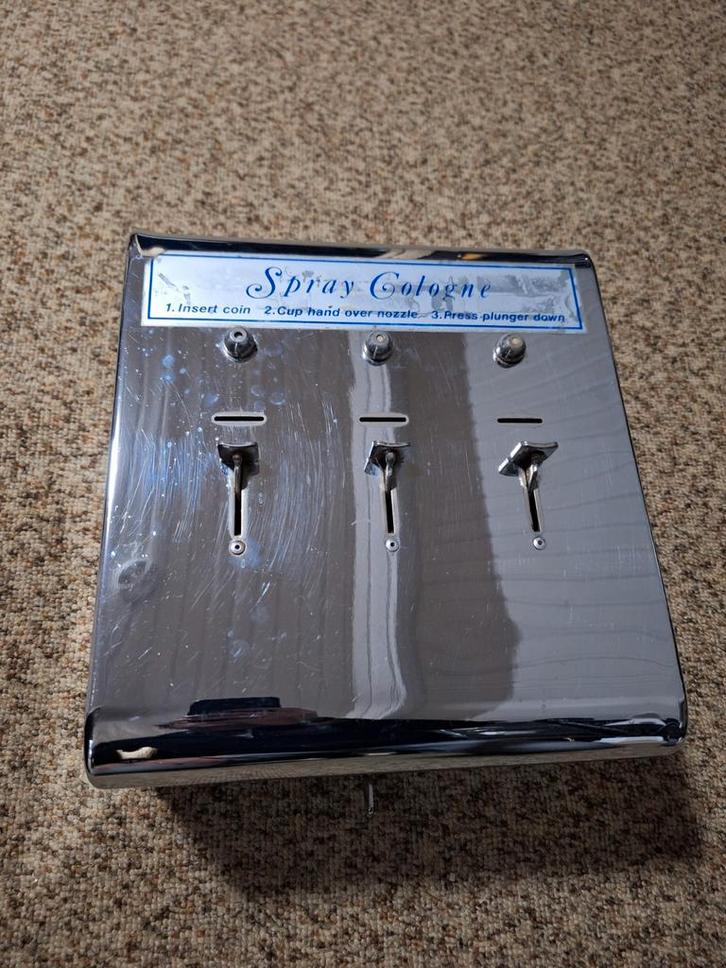 Spray Cologne
1. Insert coin 2. Cup hand over nozzle 3. Press plunger down